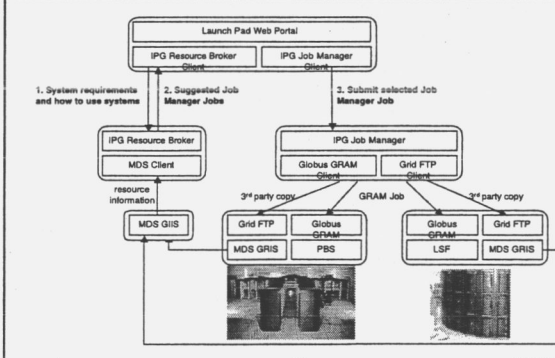 Launch Pad Web Portal
IPG Resource Broker Client
IPG Job Manager Client
1. System requirements and how to use systems
2. Suggested Job Manager Jobs
3. Submit selected Job Manager Job
IPG Resource Broker
MDS Client
IPG Job Manager
Globus GRAM Client
Grid FTP Client
resource information
3rd party copy
GRAM Job
3rd party copy
MDS GIIS
Grid FTP
Globus GRAM
MDS GRIS
PBS
Globus GRAM
Grid FTP
LSF
MDS GRIS